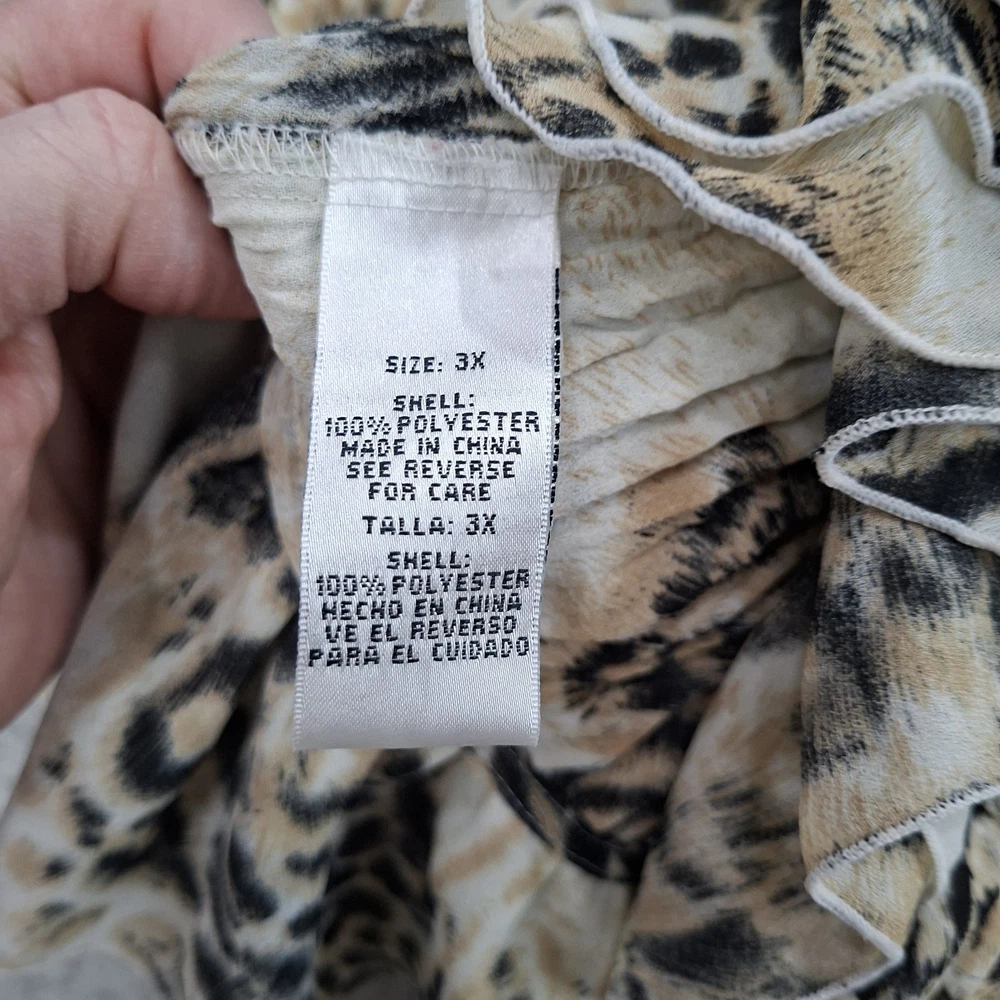 SIZE: 3X
SHELL:
100% POLYESTER
MADE IN CHINA
SEE REVERSE
FOR CARE
TALLA: 3X
SHELL:
100% POLYESTER
HECHO EN CHINA
VE EL REVERSO
PARA EL CUIDADO